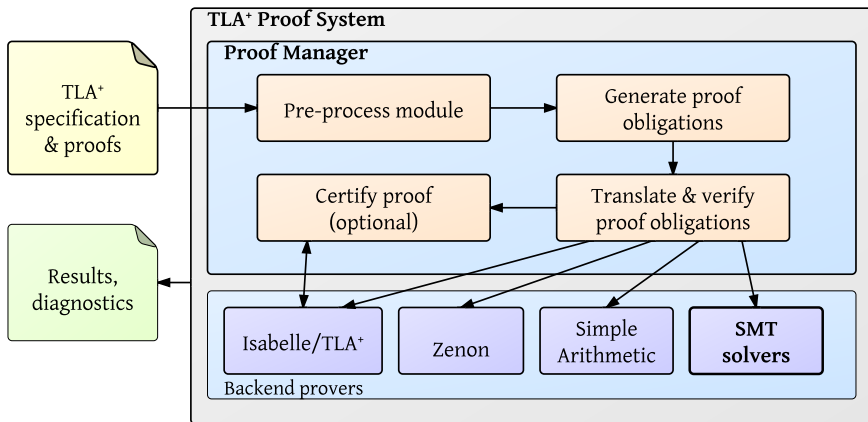 TLA⁺ Proof System
Proof Manager
TLA⁺
specification
& proofs
Pre-process module
Generate proof
obligations
Certify proof
(optional)
Translate & verify
proof obligations
Results,
diagnostics
Isabelle/TLA⁺
Zenon
Simple
Arithmetic
SMT
solvers
Backend provers